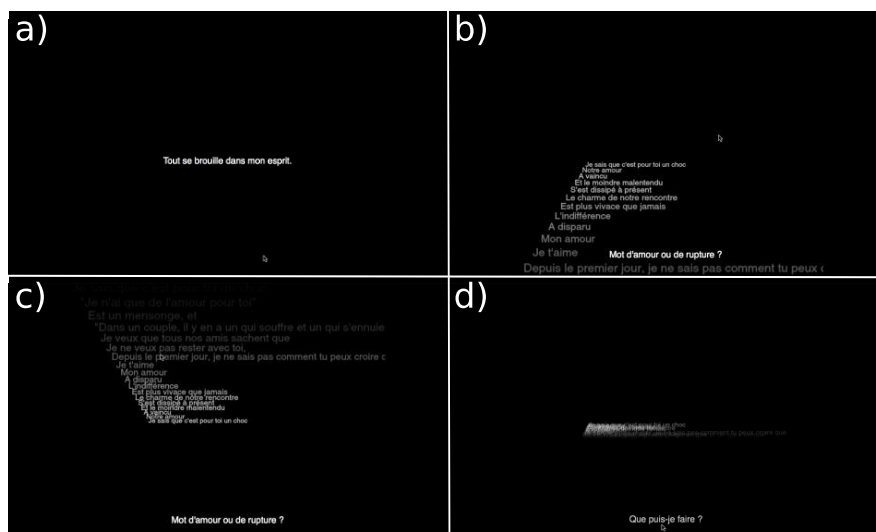 a)
Tout se brouille dans mon esprit.
b)
Je sais que c'est pour toi un choc
Notre amour
A vaincu
Et le moindre malentendu
S'est dissipé à présent
Le charme de notre rencontre
Est plus vivace que jamais
L'indifférence
A disparu
Mon amour
Je t'aime
Mot d'amour ou de rupture ?
Depuis le premier jour, je ne sais pas comment tu peux c
c)
"Je n'ai que de l'amour pour toi"
Est un mensonge, et
"Dans un couple, il y en a un qui souffre et un qui s'ennuie
Je veux que tous nos amis sachent que
Je ne veux pas rester avec toi,
Depuis le premier jour, je ne sais pas comment tu peux croire c
Je t'aime
Mon amour
A disparu
L'indifférence
Est plus vivace que jamais
Le charme de notre rencontre
S'est dissipé à présent
Et le moindre malentendu
A vaincu
Notre amour
Je sais que c'est pour toi un choc
Mot d'amour ou de rupture ?
d)
Que puis-je faire ?